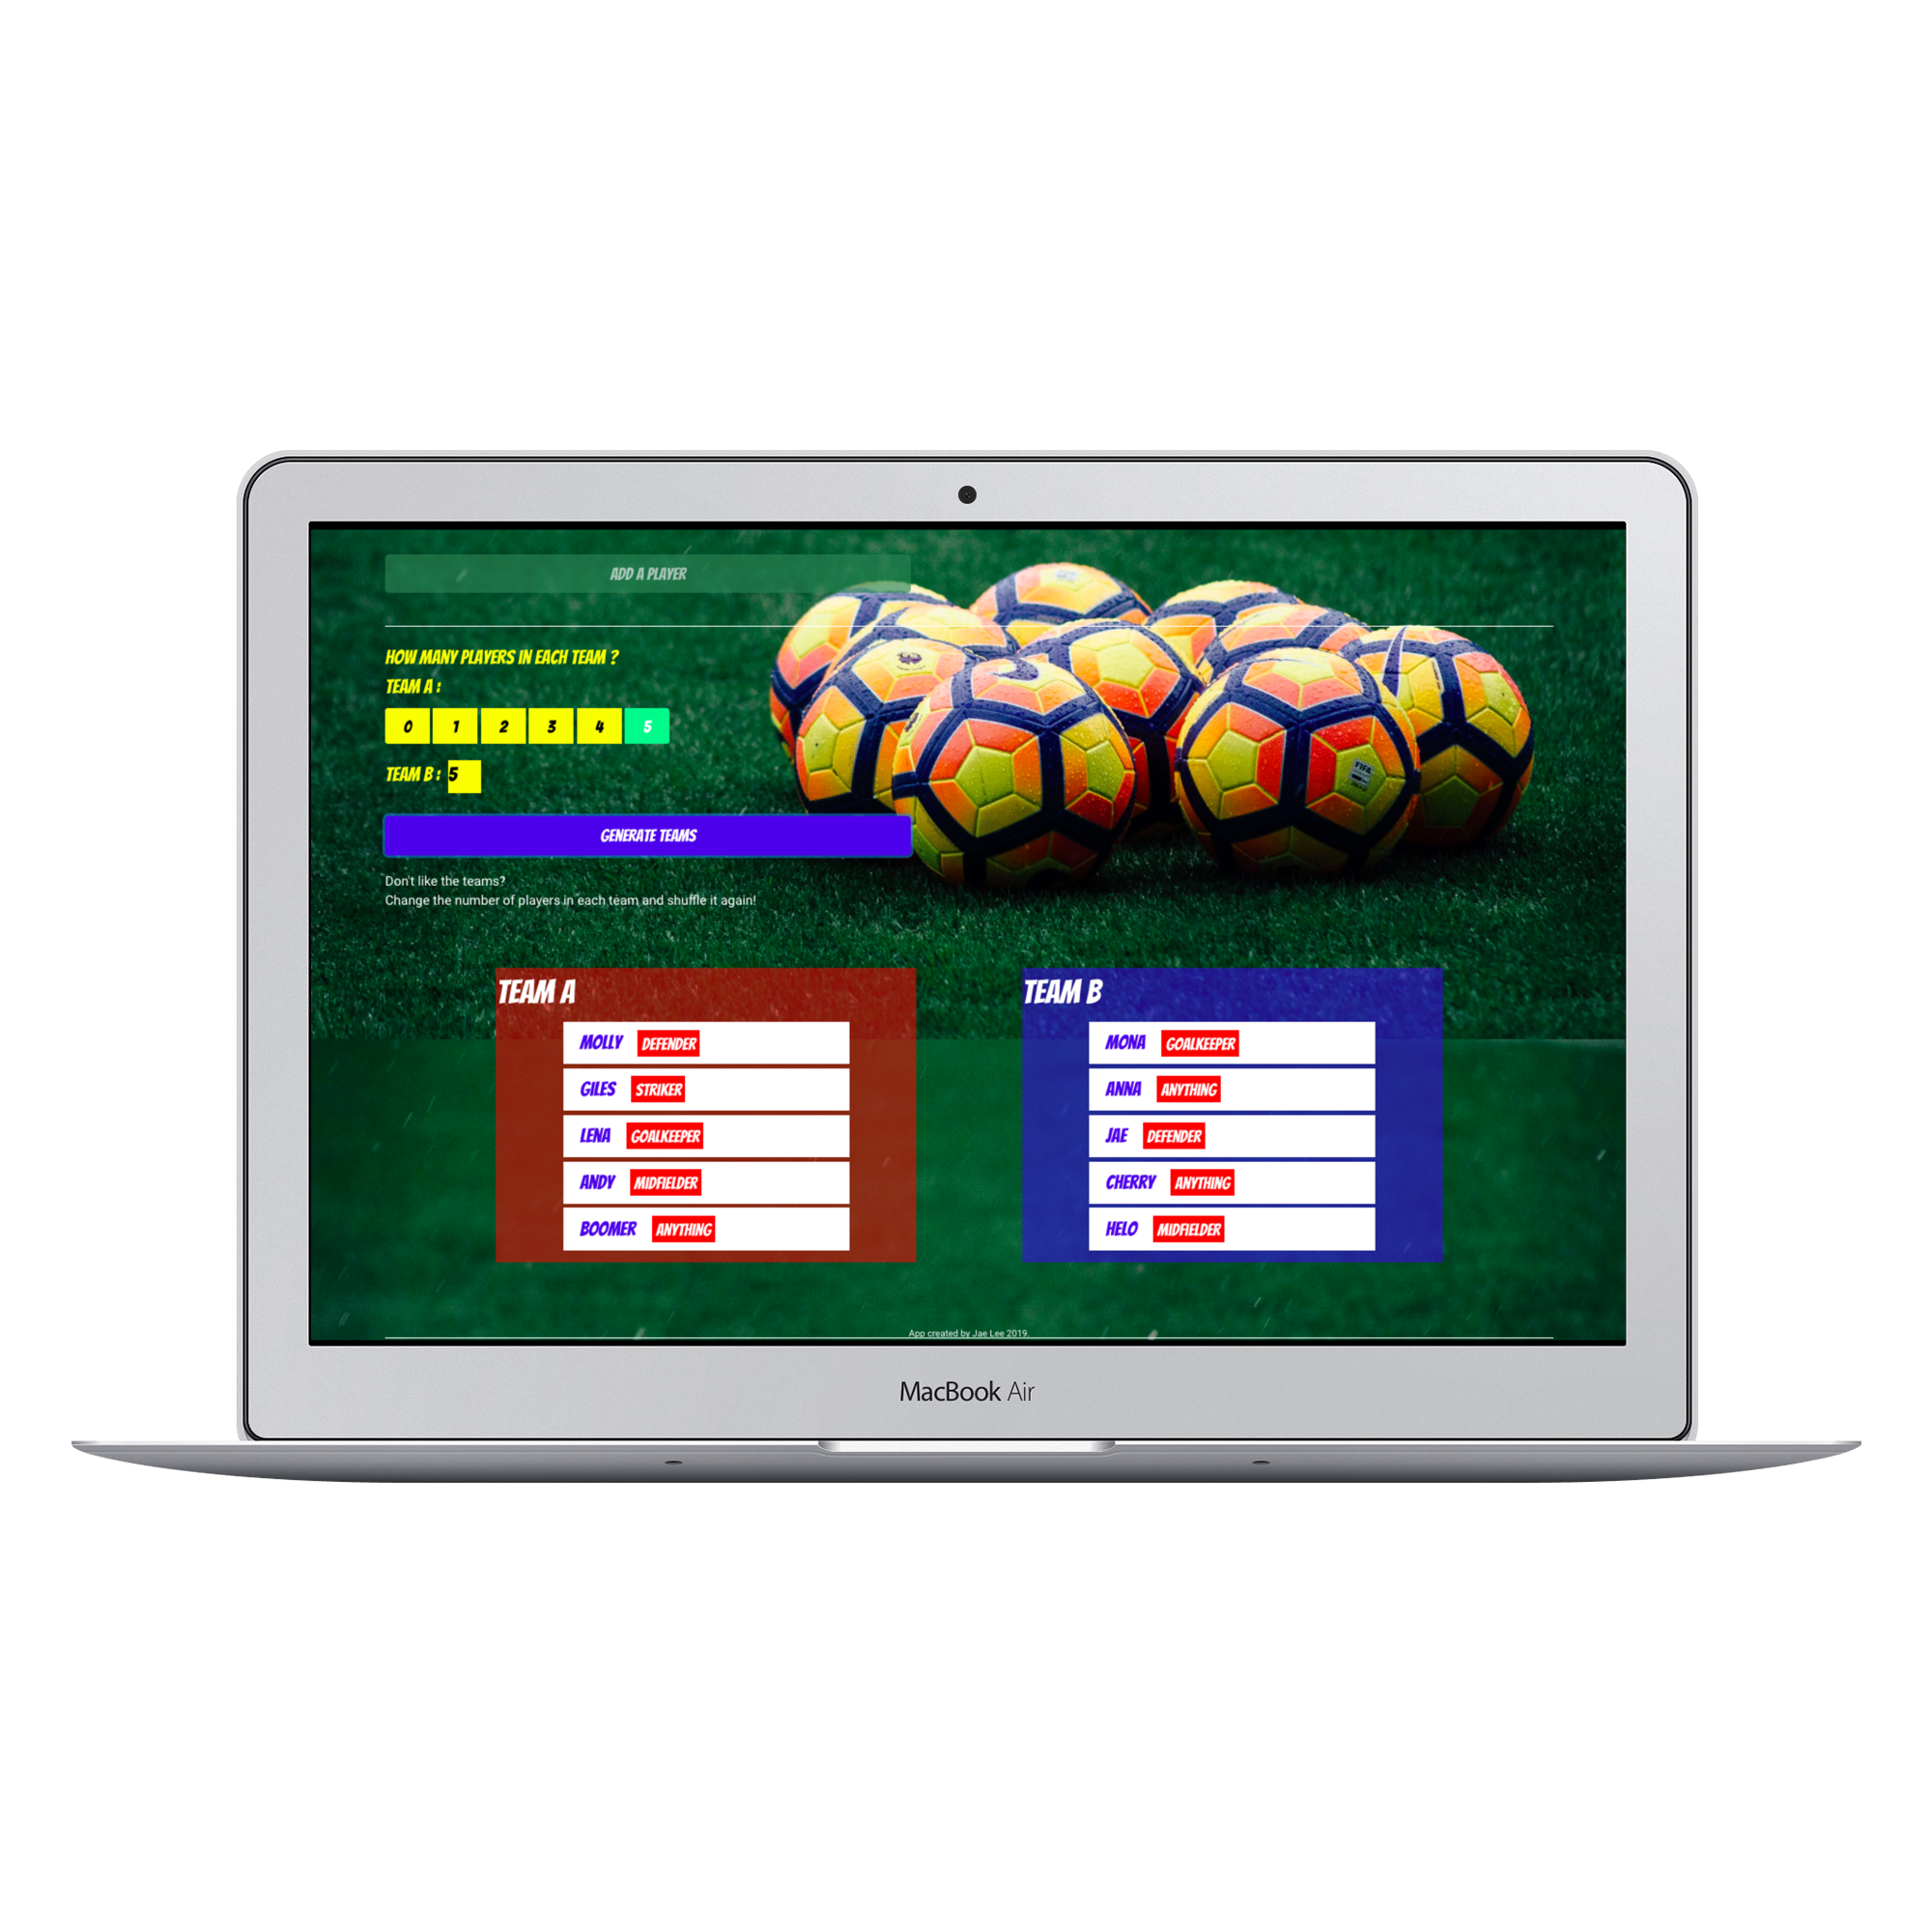 ADD A PLAYER
HOW MANY PLAYERS IN EACH TEAM ?
TEAM A :
0 1 2 3 4 5
TEAM B : 5
GENERATE TEAMS
Don't like the teams?
Change the number of players in each team and shuffle it again!
TEAM A
MOLLY DEFENDER
GILES STRIKER
LENA GOALKEEPER
ANDY MIDFIELDER
BOOMER ANYTHING
TEAM B
MONA GOALKEEPER
ANNA ANYTHING
JAE DEFENDER
CHERRY ANYTHING
HELO MIDFIELDER
FIFA
App created by Jae Lee 2019.
MacBook Air